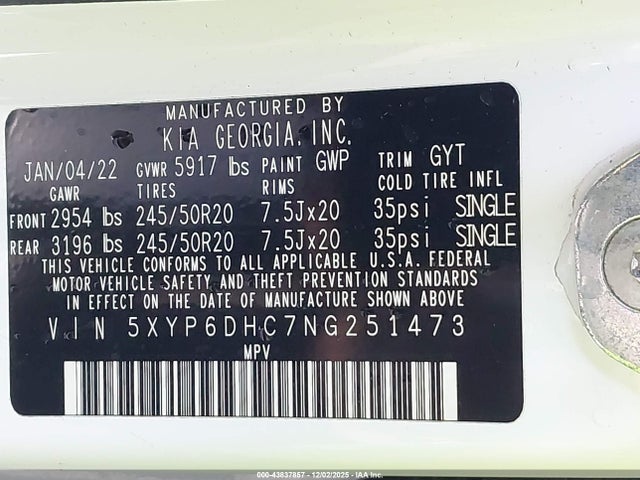 MANUFACTURED BY
KIA GEORGIA, INC.
JAN/04/22 GVWR 5917 lbs PAINT GWP TRIM GYT
GAWR TIRES RIMS COLD TIRE INFL
FRONT 2954 lbs 245/50R20 7.5Jx20 35psi SINGLE
REAR 3196 lbs 245/50R20 7.5Jx20 35psi SINGLE
THIS VEHICLE CONFORMS TO ALL APPLICABLE U.S.A. FEDERAL
MOTOR VEHICLE SAFETY AND THEFT PREVENTION STANDARDS
IN EFFECT ON THE DATE OF MANUFACTURE SHOWN ABOVE
VIN 5XYP6DHC7NG251473
MPV
000-43837857 - 12/02/2025 - IAA Inc.